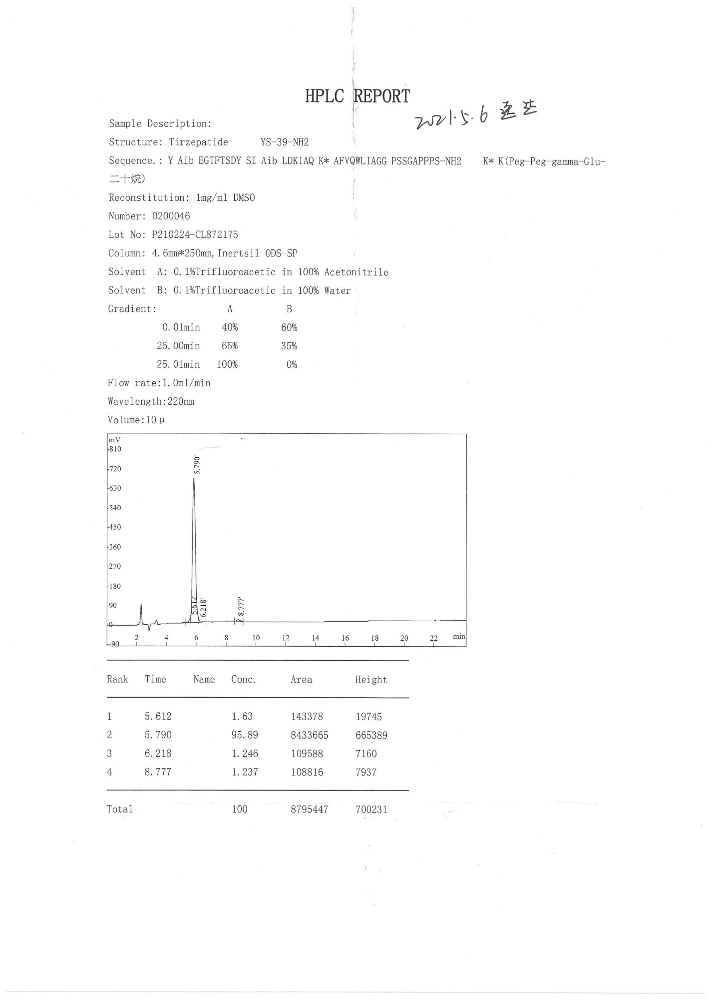 HPLC REPORT
2021.5.6
Sample Description:
Structure: Tirzepatide YS-39-NH2
Sequence.: Y Aib EGTFTSDY SI Aib LDKIAQ K* AFVQWLIAGG PSSGAPPPS-NH2 K* K(Peg-Peg-gamma-Glu-
二十烷)
Reconstitution: 1mg/ml DMSO
Number: 0200046
Lot No: P210224-CL872175
Column: 4.6mm*250mm, Inertsil ODS-SP
Solvent A: 0.1%Trifluoroacetic in 100% Acetonitrile
Solvent B: 0.1%Trifluoroacetic in 100% Water
Gradient: A B
0.01min 40% 60%
25.00min 65% 35%
25.01min 100% 0%
Flow rate:1.0ml/min
Wavelength:220nm
Volume:10μ
mV
810
720
630
540
450
360
270
180
90
0
-90
5.790'
5.612'
6.218'
8.777'
2 4 6 8 10 12 14 16 18 20 22 min
Rank Time Name Conc. Area Height
1 5.612 1.63 143378 19745
2 5.790 95.89 8433665 665389
3 6.218 1.246 109588 7160
4 8.777 1.237 108816 7937
Total 100 8795447 700231